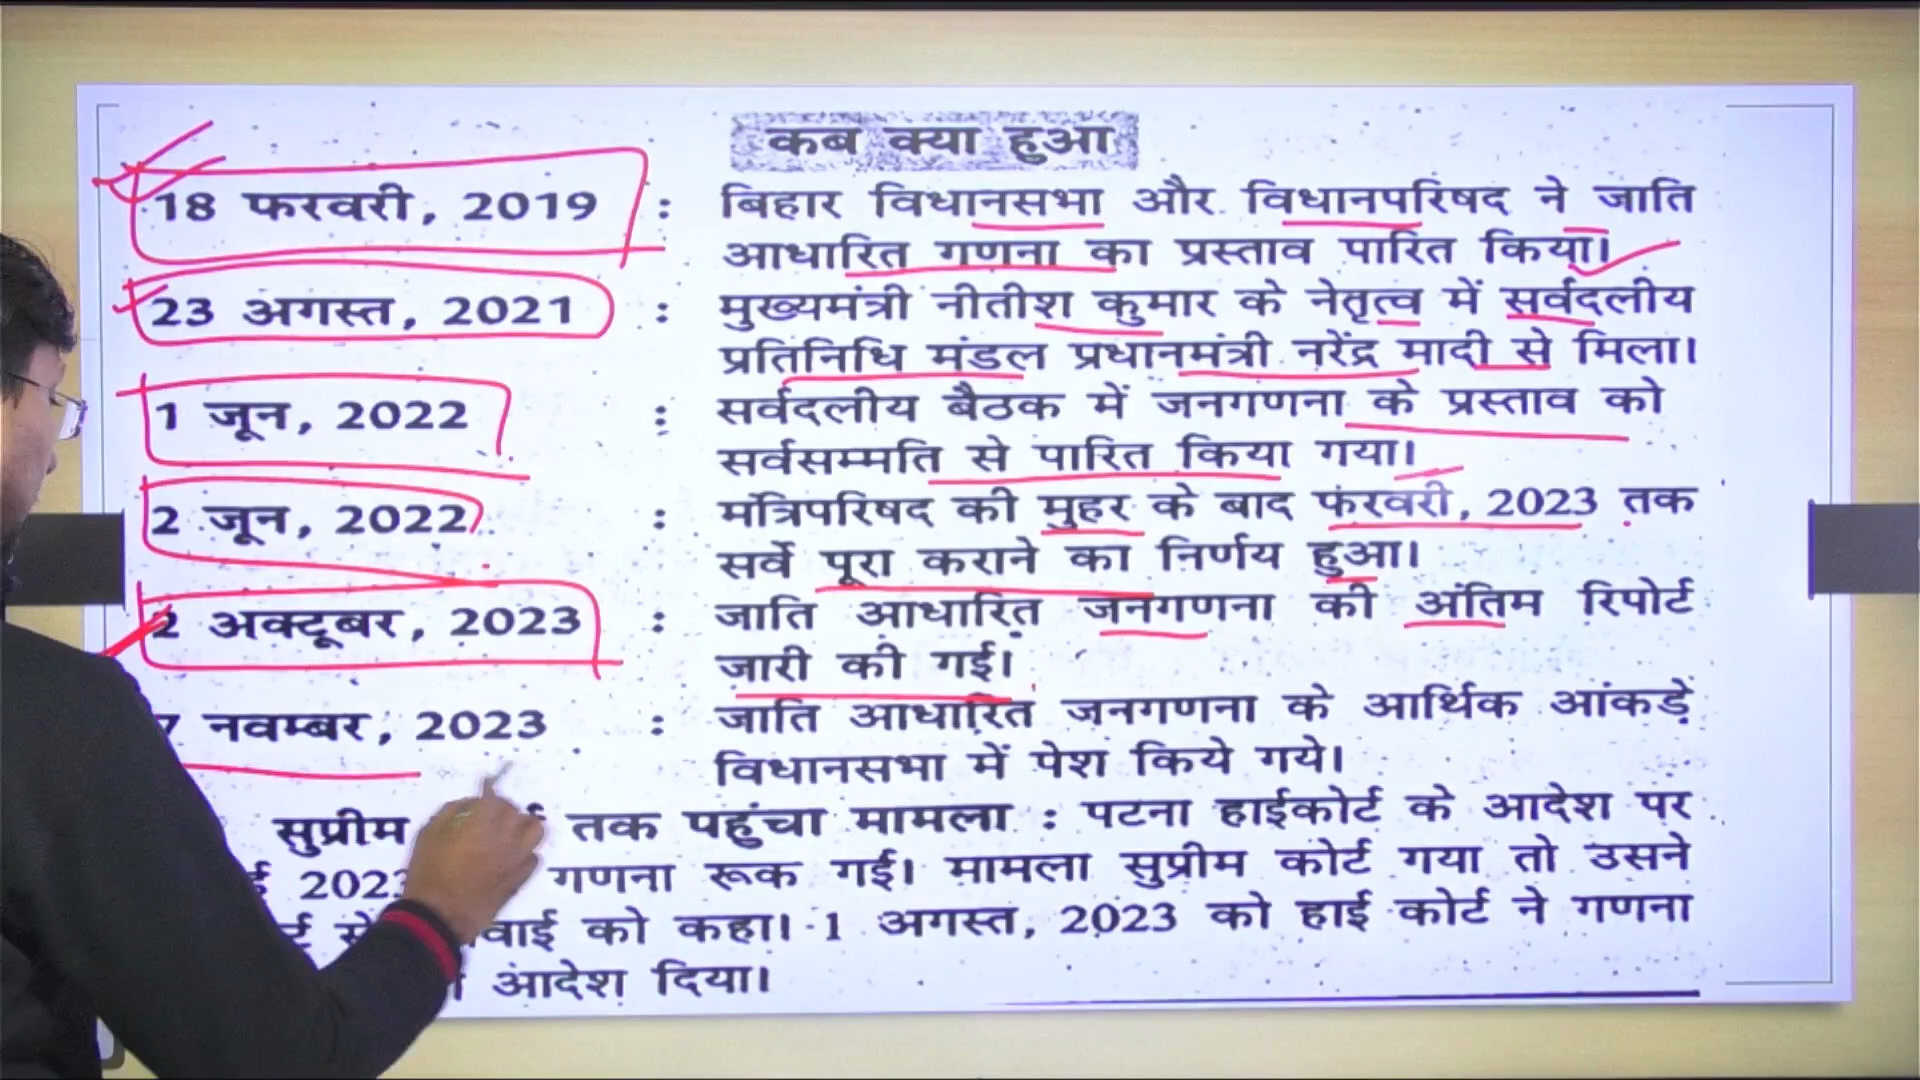 कब क्या हुआ
18 फरवरी, 2019 : बिहार विधानसभा और विधानपरिषद ने जाति
आधारित गणना का प्रस्ताव पारित किया।
23 अगस्त, 2021 : मुख्यमंत्री नीतीश कुमार के नेतृत्व में सर्वदलीय
प्रतिनिधि मंडल प्रधानमंत्री नरेंद्र मादी से मिला।
1 जून, 2022 : सर्वदलीय बैठक में जनगणना के प्रस्ताव को
सर्वसम्मति से पारित किया गया।
2 जून, 2022 : मंत्रिपरिषद की मुहर के बाद फरवरी, 2023 तक
सर्वे पूरा कराने का निर्णय हुआ।
2 अक्टूबर, 2023 : जाति आधारित जनगणना की अंतिम रिपोर्ट
जारी की गई।
7 नवम्बर, 2023 : जाति आधारित जनगणना के आर्थिक आंकड़े
विधानसभा में पेश किये गये।
सुप्रीम तक पहुंचा मामला : पटना हाईकोर्ट के आदेश पर
2023 गणना रूक गई। मामला सुप्रीम कोर्ट गया तो उसने
से को कहा। 1 अगस्त, 2023 को हाई कोर्ट ने गणना
आदेश दिया।